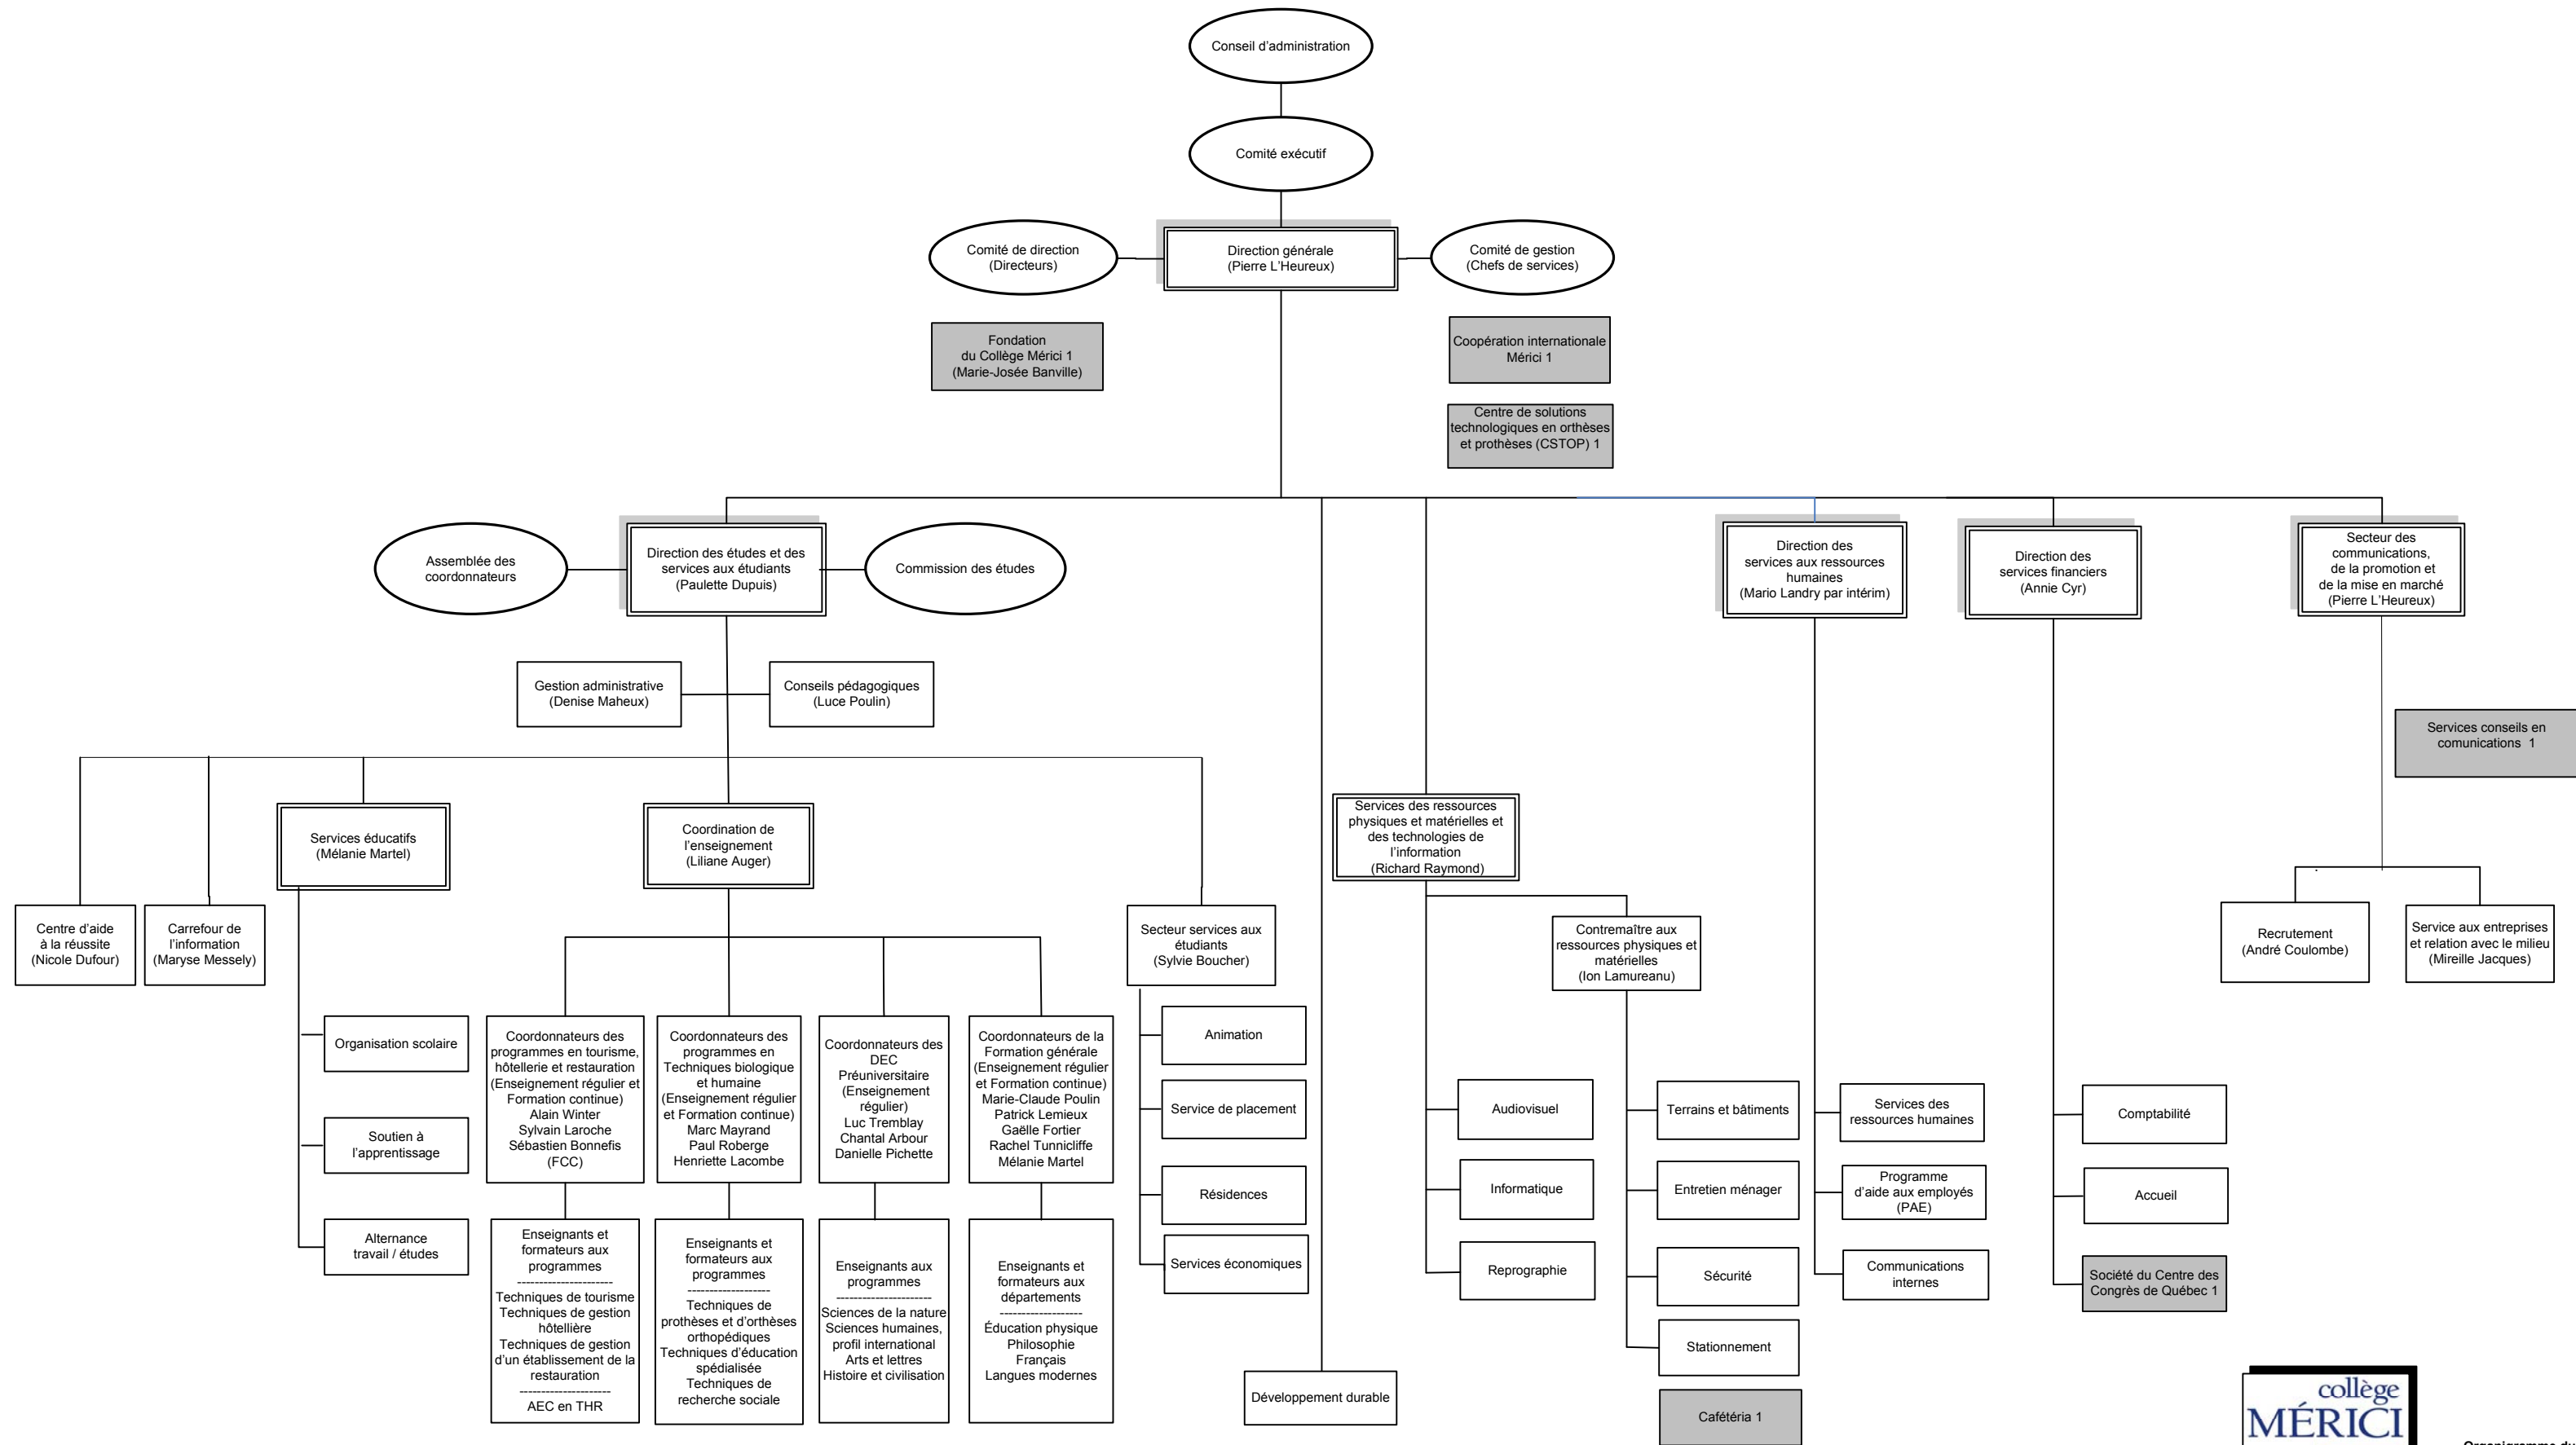 Conseil d'administration
Comité exécutif
Comité de direction
(Directeurs)
Direction générale
(Pierre L'Heureux)
Comité de gestion
(Chefs de services)
Fondation
du Collège Mérici 1
(Marie-Josée Banville)
Coopération internationale
Mérici 1
Centre de solutions
technologiques en orthèses
et prothèses (CSTOP) 1
Assemblée des
coordonnateurs
Direction des études et des
services aux étudiants
(Paulette Dupuis)
Commission des études
Direction des
services aux ressources
humaines
(Mario Landry par intérim)
Direction des
services financiers
(Annie Cyr)
Secteur des
communications,
de la promotion et
de la mise en marché
(Pierre L'Heureux)
Gestion administrative
(Denise Maheux)
Conseils pédagogiques
(Luce Poulin)
Services conseils en
comunications  1
Services éducatifs
(Mélanie Martel)
Coordination de
l'enseignement
(Liliane Auger)
Services des ressources
physiques et matérielles et
des technologies de
l'information
(Richard Raymond)
Centre d'aide
à la réussite
(Nicole Dufour)
Carrefour de
l'information
(Maryse Messely)
Secteur services aux
étudiants
(Sylvie Boucher)
Contremaître aux
ressources physiques et
matérielles
(Ion Lamureanu)
Recrutement
(André Coulombe)
Service aux entreprises
et relation avec le milieu
(Mireille Jacques)
Organisation scolaire
Soutien à
l'apprentissage
Alternance
travail / études
Coordonnateurs des
programmes en tourisme,
hôtellerie et restauration
(Enseignement régulier et
Formation continue)
Alain Winter
Sylvain Laroche
Sébastien Bonnefis
(FCC)
Coordonnateurs des
programmes en
Techniques biologique
et humaine
(Enseignement régulier
et Formation continue)
Marc Mayrand
Paul Roberge
Henriette Lacombe
Coordonnateurs des
DEC
Préuniversitaire
(Enseignement
régulier)
Luc Tremblay
Chantal Arbour
Danielle Pichette
Coordonnateurs de la
Formation générale
(Enseignement régulier
et Formation continue)
Marie-Claude Poulin
Patrick Lemieux
Gaëlle Fortier
Rachel Tunnicliffe
Mélanie Martel
Enseignants et
formateurs aux
programmes
----------------------
Techniques de tourisme
Techniques de gestion
hôtellière
Techniques de gestion
d'un établissement de la
restauration
---------------------
AEC en THR
Enseignants et
formateurs aux
programmes
-------------------
Techniques de
prothèses et d'orthèses
orthopédiques
Techniques d'éducation
spédialisée
Techniques de
recherche sociale
Enseignants aux
programmes
----------------------
Sciences de la nature
Sciences humaines,
profil international
Arts et lettres
Histoire et civilisation
Enseignants et
formateurs aux
départements
-------------------
Éducation physique
Philosophie
Français
Langues modernes
Animation
Service de placement
Résidences
Services économiques
Développement durable
Audiovisuel
Informatique
Reprographie
Terrains et bâtiments
Entretien ménager
Sécurité
Stationnement
Cafétéria 1
Services des
ressources humaines
Programme
d'aide aux employés
(PAE)
Communications
internes
Comptabilité
Accueil
Société du Centre des
Congrès de Québec 1
collège
MÉRICI